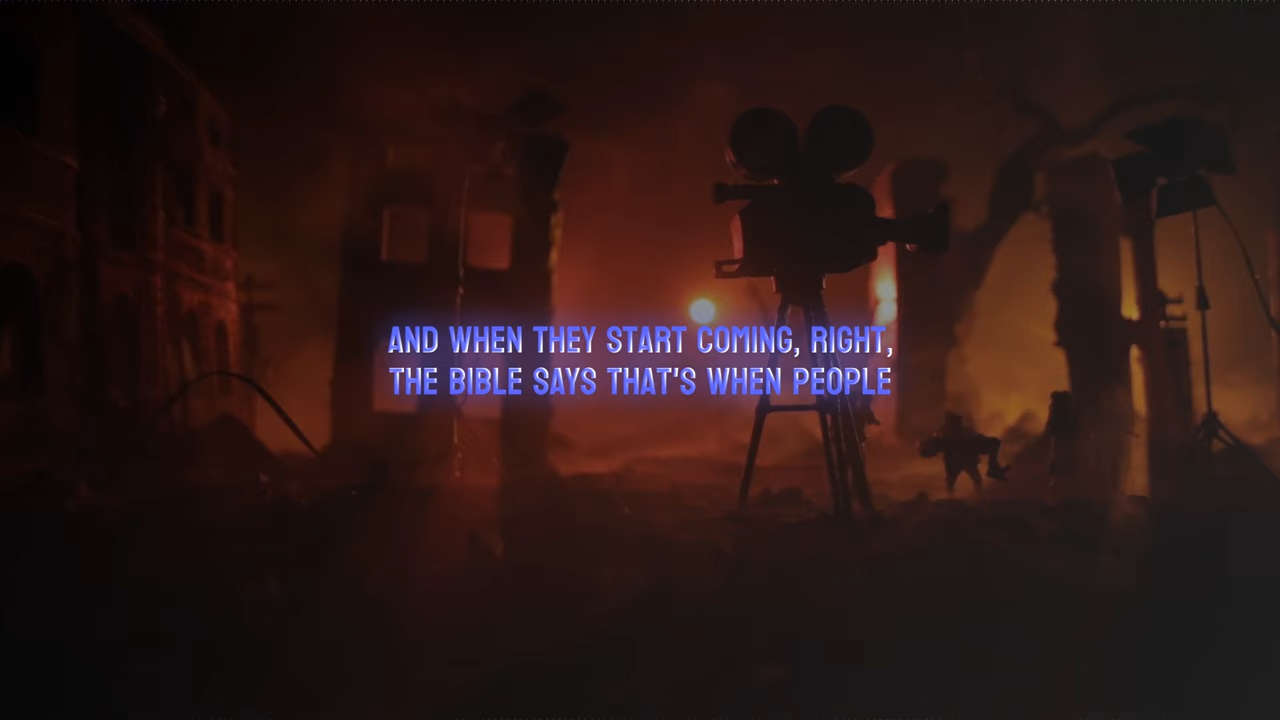 AND WHEN THEY START COMING, RIGHT,
THE BIBLE SAYS THAT'S WHEN PEOPLE